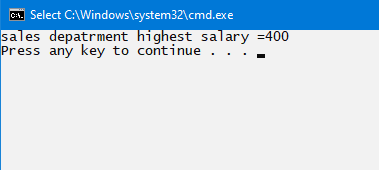 Select C:\Windows\system32\cmd.exe
sales depatrment highest salary =400
Press any key to continue . . .